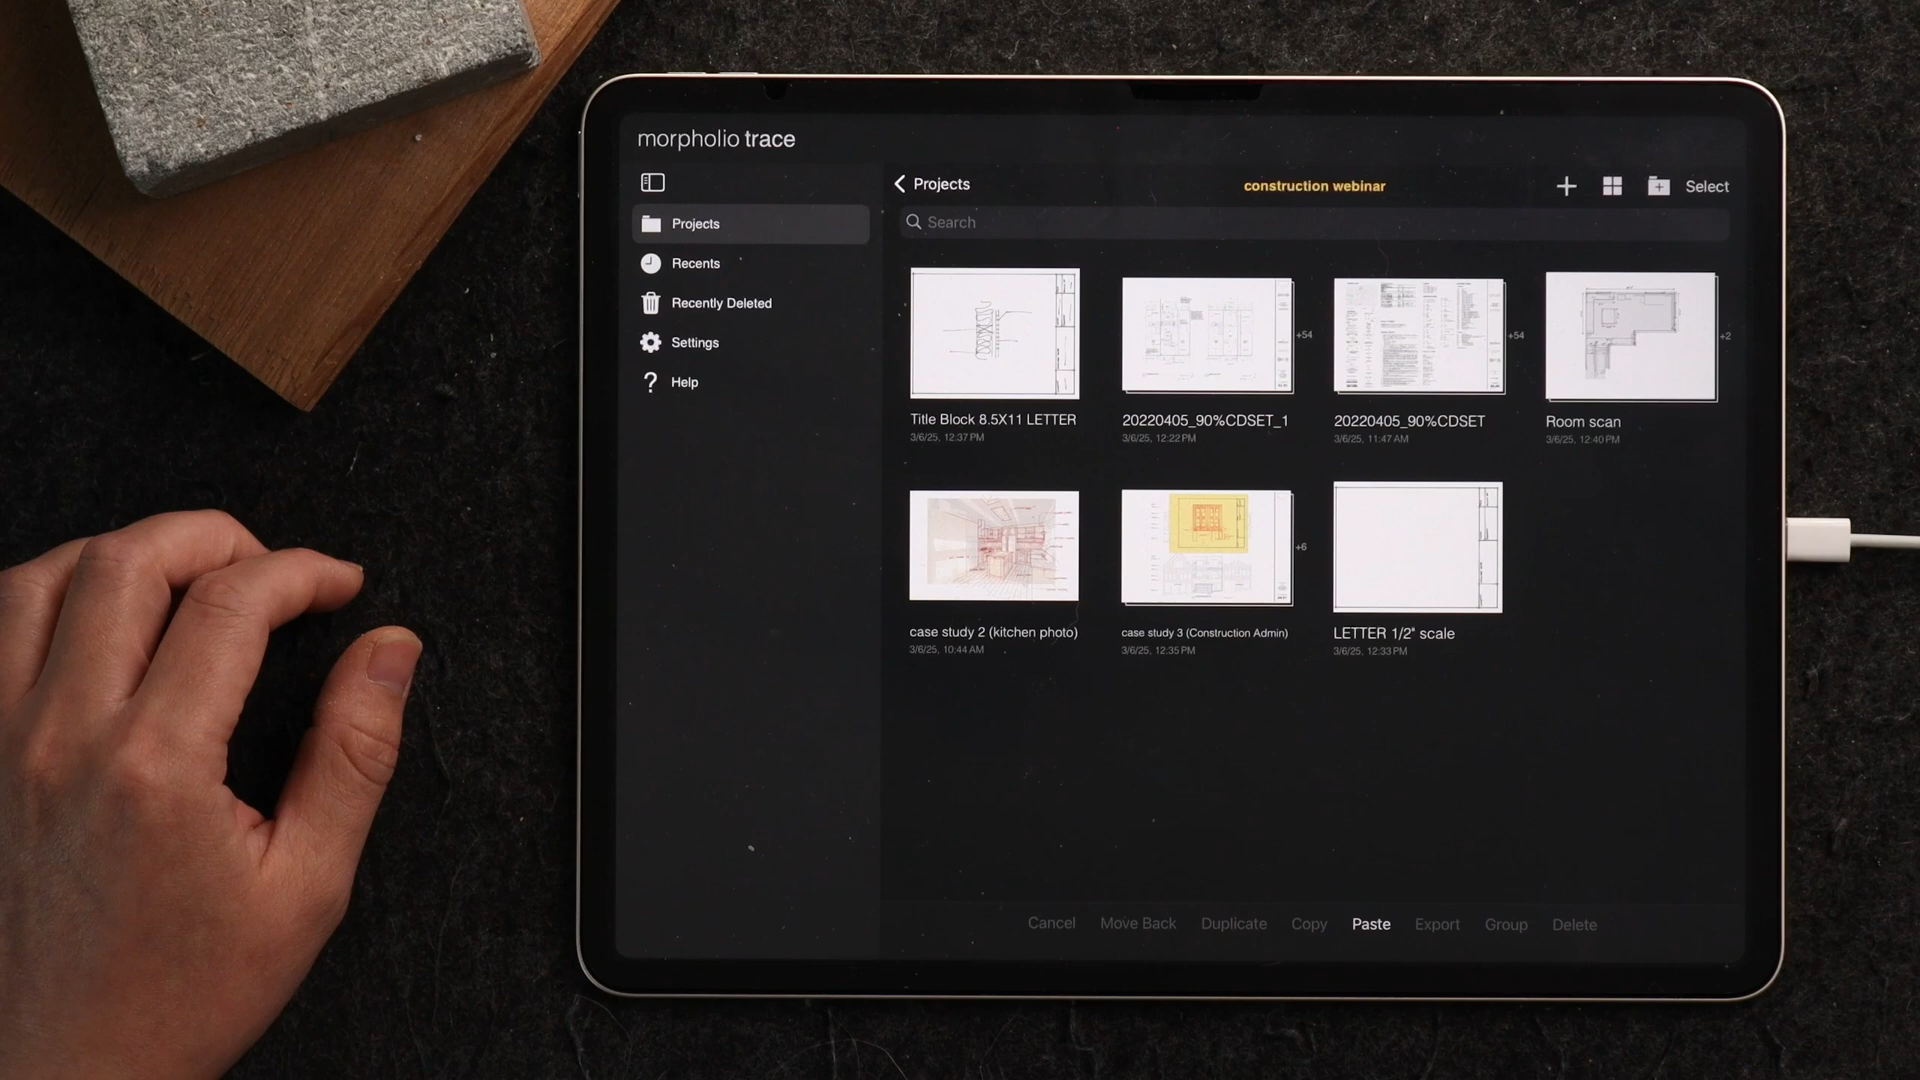 morpholio trace
Projects
construction webinar
Select
Projects
Search
Recents
Recently Deleted
Settings
? Help
+54
+54
+2
Title Block 8.5X11 LETTER
3/6/25, 12:37 PM
20220405_90%CDSET_1
3/6/25, 12:22 PM
20220405_90%CDSET
3/6/25, 11:47 AM
Room scan
3/6/25, 12:40 PM
+6
case study 2 (kitchen photo)
3/6/25, 10:44 AM
case study 3 (Construction Admin)
3/6/25, 12:35 PM
LETTER 1/2" scale
3/6/25, 12:33 PM
Cancel Move Back Duplicate Copy Paste Export Group Delete